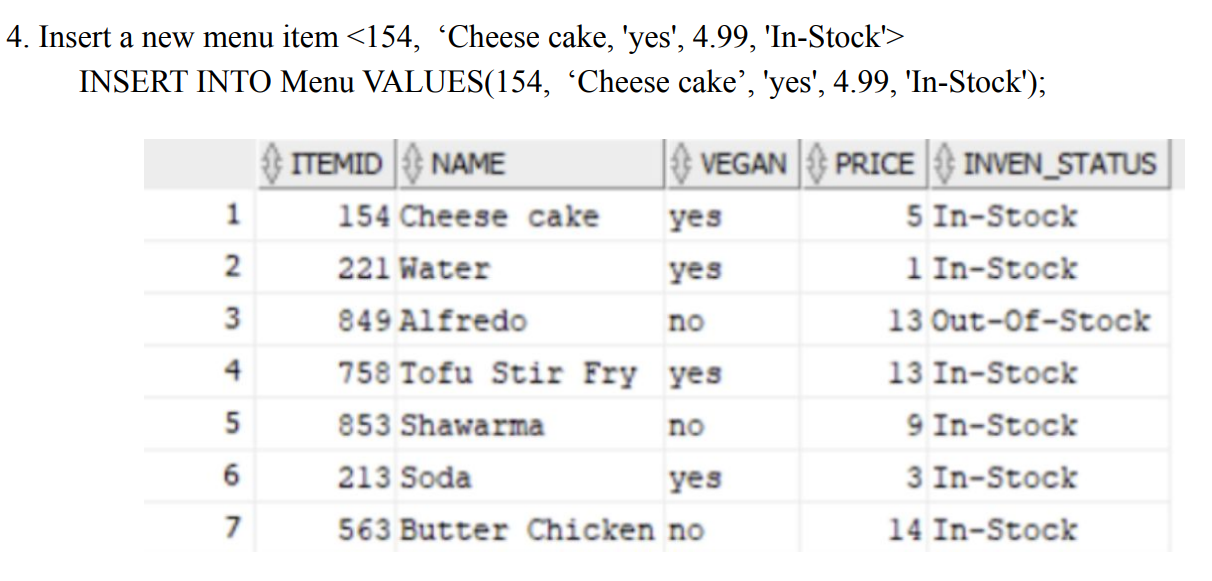 4. Insert a new menu item <154, ‘Cheese cake, 'yes', 4.99, 'In-Stock'>
INSERT INTO Menu VALUES(154, ‘Cheese cake’, 'yes', 4.99, 'In-Stock');
ITEMID NAME VEGAN PRICE INVEN_STATUS
1 154 Cheese cake yes 5 In-Stock
2 221 Water yes 1 In-Stock
3 849 Alfredo no 13 Out-Of-Stock
4 758 Tofu Stir Fry yes 13 In-Stock
5 853 Shawarma no 9 In-Stock
6 213 Soda yes 3 In-Stock
7 563 Butter Chicken no 14 In-Stock